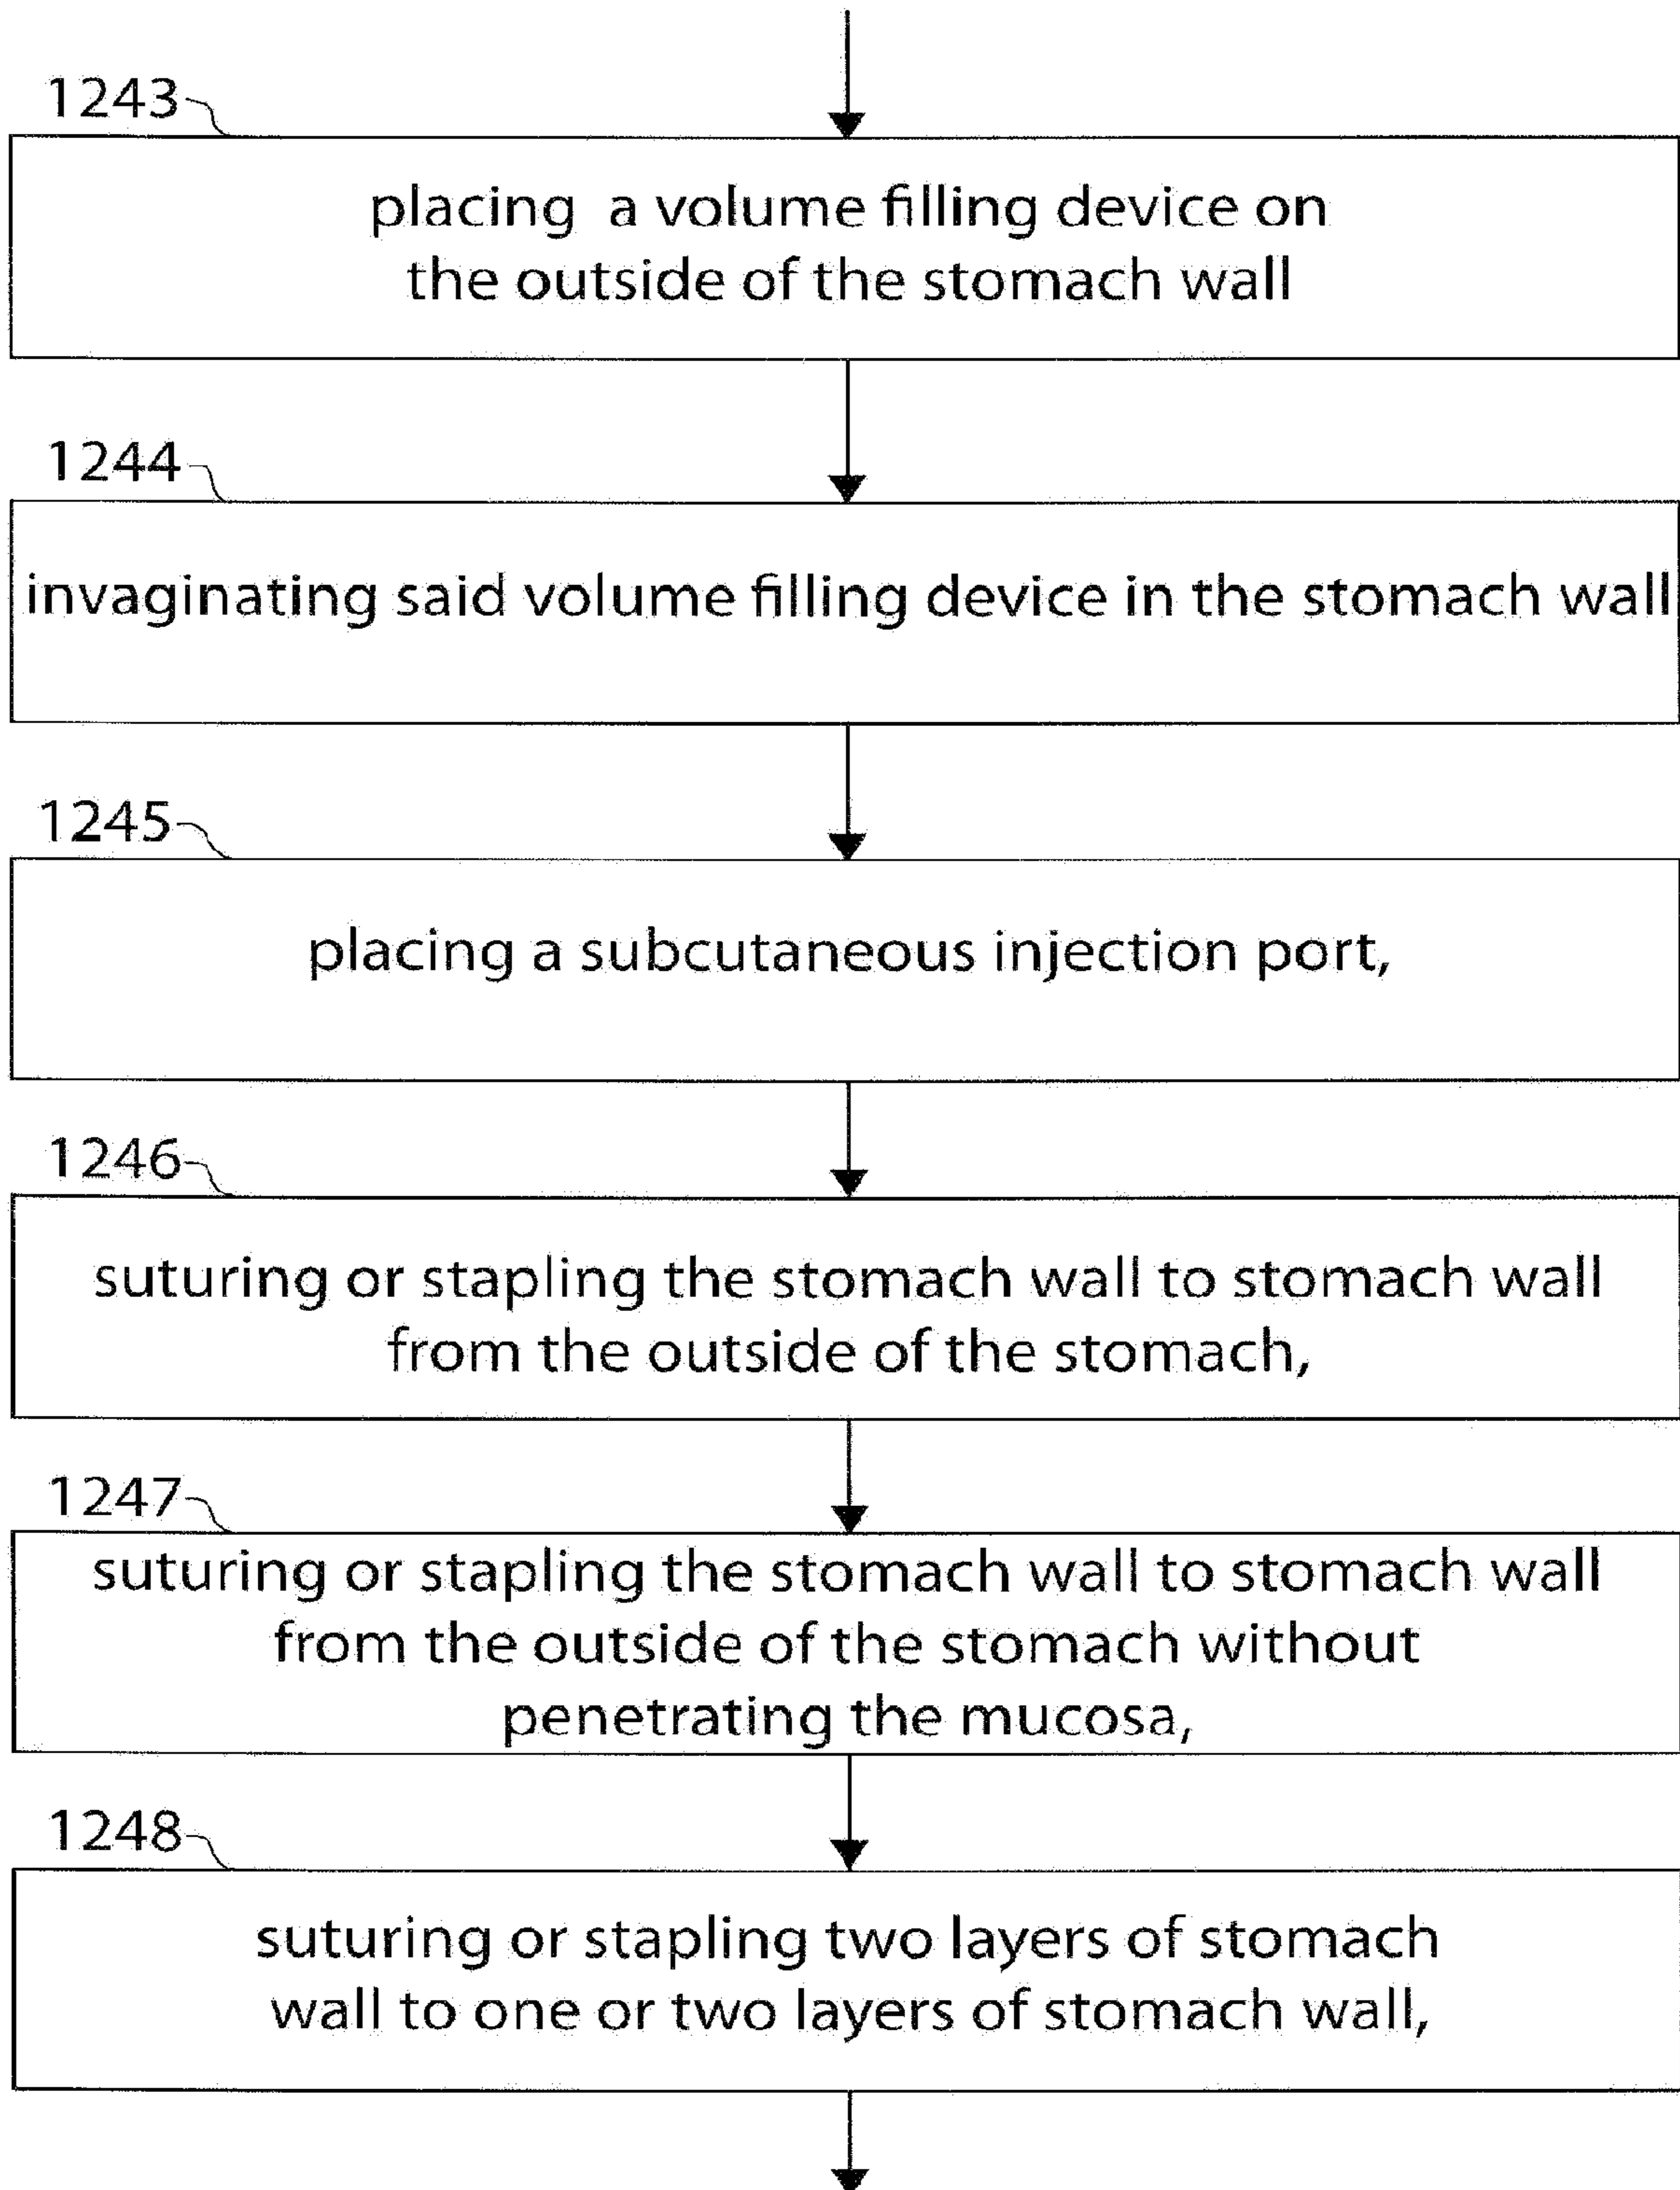 1243
placing a volume filling device on
the outside of the stomach wall
1244
invaginating said volume filling device in the stomach wall
1245
placing a subcutaneous injection port,
1246
suturing or stapling the stomach wall to stomach wall
from the outside of the stomach,
1247
suturing or stapling the stomach wall to stomach wall
from the outside of the stomach without
penetrating the mucosa,
1248
suturing or stapling two layers of stomach
wall to one or two layers of stomach wall,